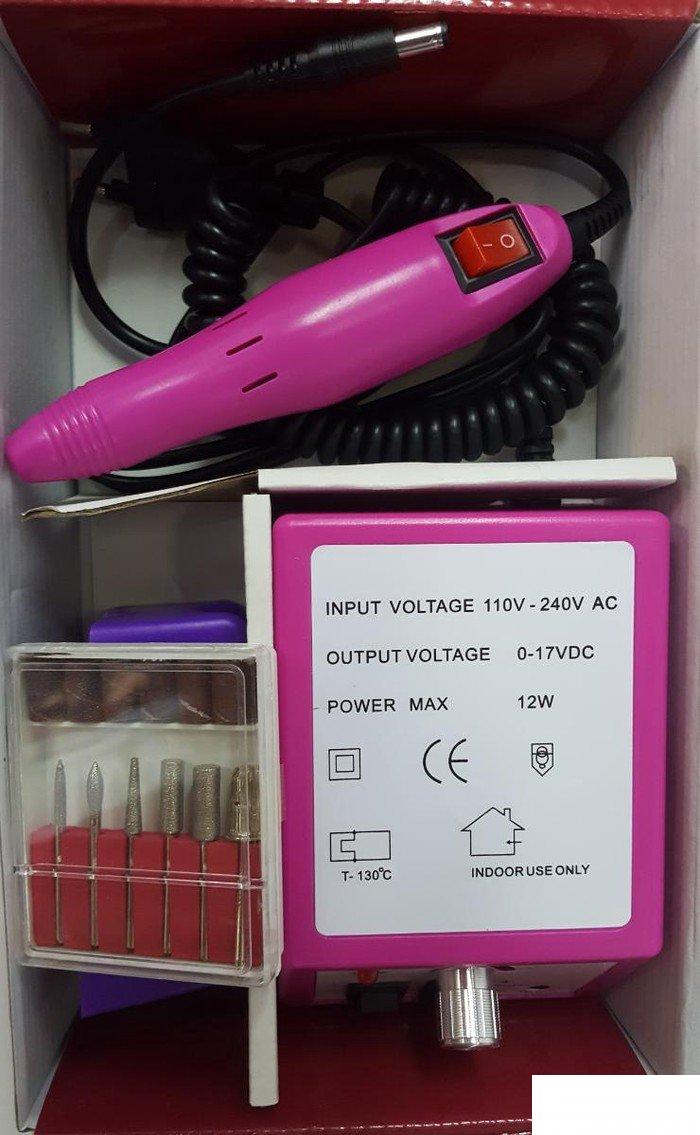 INPUT VOLTAGE 110V - 240V AC
OUTPUT VOLTAGE 0-17VDC
POWER MAX 12W
CE
T- 130℃
INDOOR USE ONLY